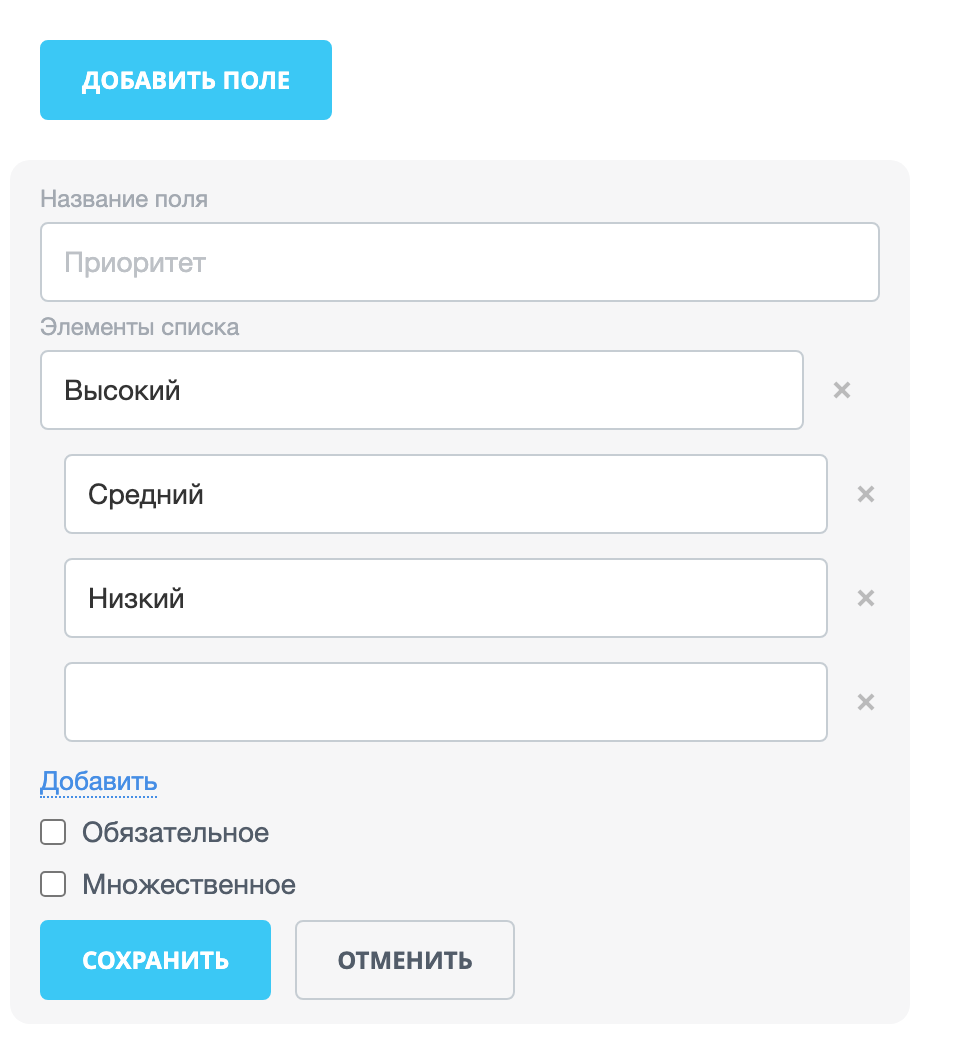 ДОБАВИТЬ ПОЛЕ
Название поля
Приоритет
Элементы списка
Высокий ×
Средний ×
Низкий ×
×
Добавить
Обязательное
Множественное
СОХРАНИТЬ ОТМЕНИТЬ